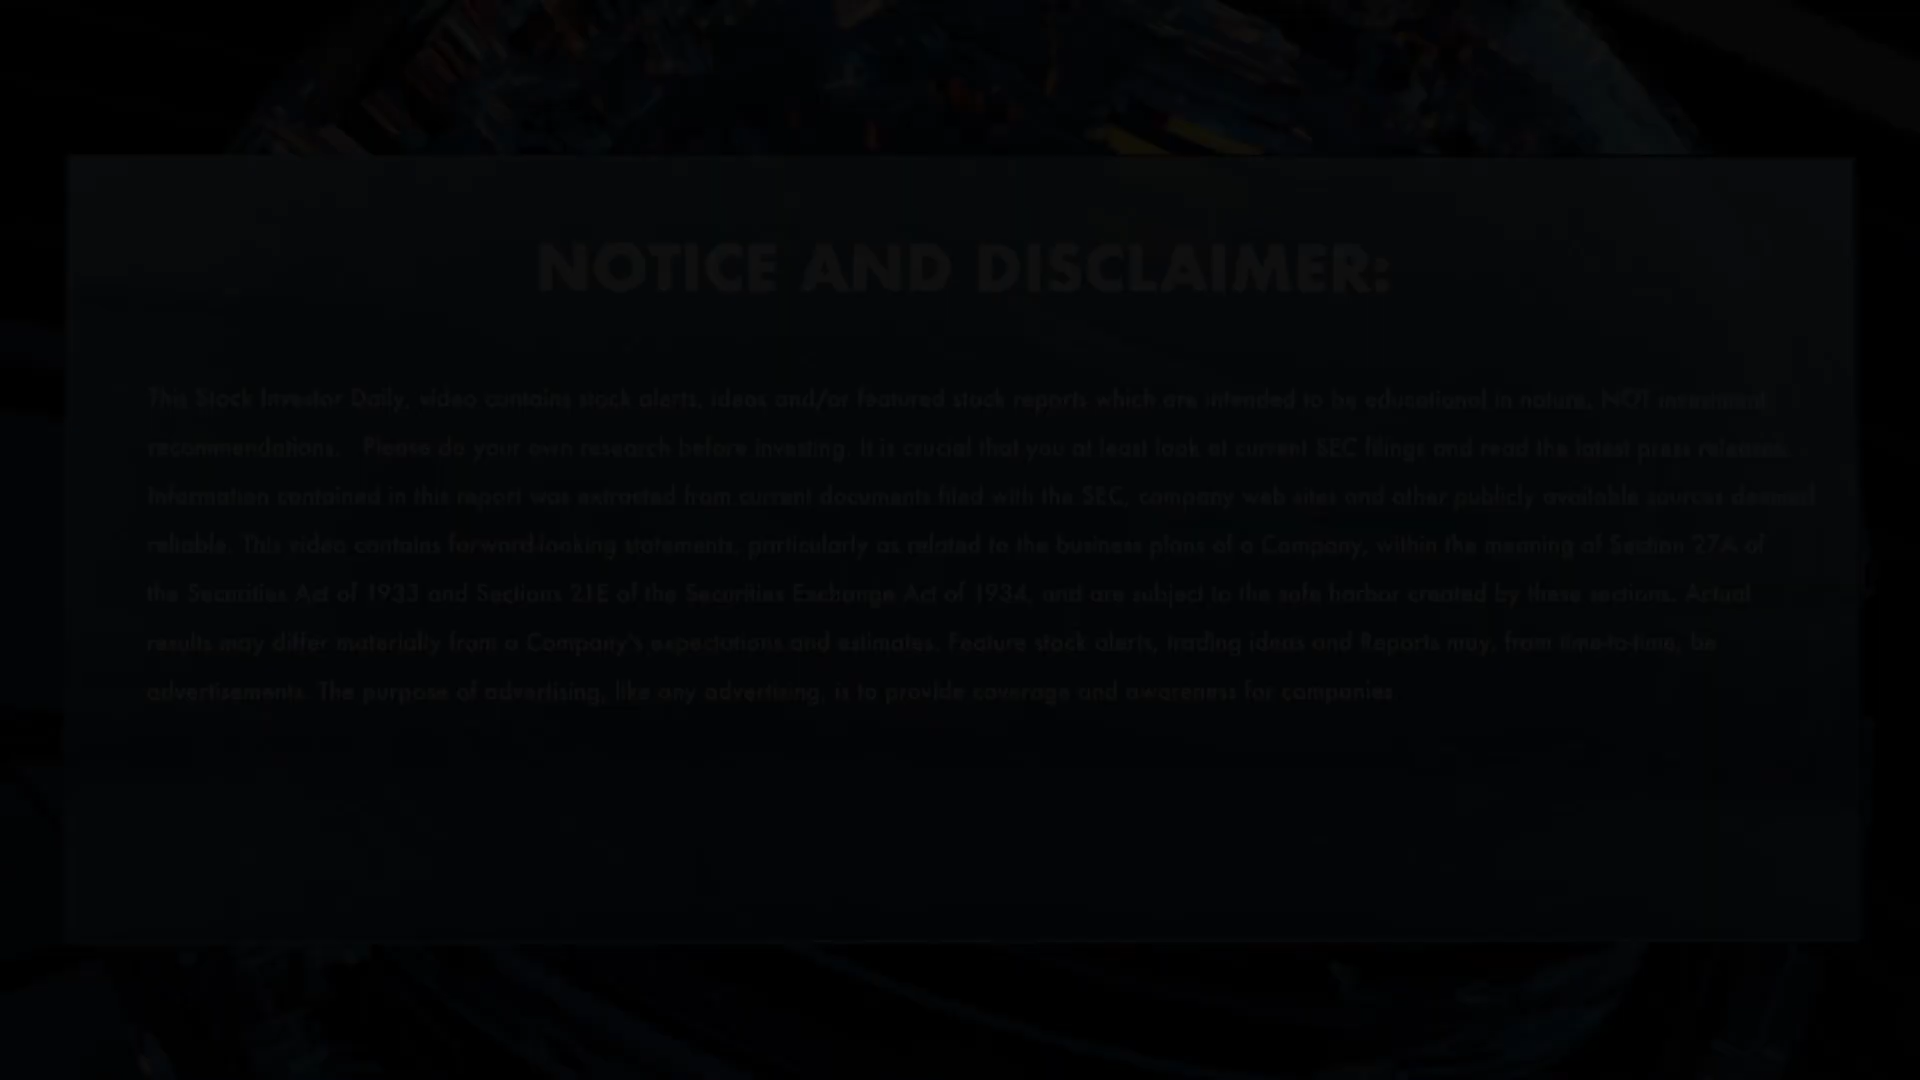 NOTICE AND DISCLAIMER:
This Stock Investor Daily, video contains stock alerts, ideas and/or featured stock reports which are intended to be educational in nature, NOT investment
recommendations. Please do your own research before investing. It is crucial that you at least look at current SEC filings and read the latest press releases.
Information contained in this report was extracted from current documents filed with the SEC, company web sites and other publicly available sources deemed
reliable. This video contains forward-looking statements, particularly as related to the business plans of a Company, within the meaning of Section 27A of
the Securities Act of 1933 and Sections 21E of the Securities Exchange Act of 1934, and are subject to the safe harbor created by these sections. Actual
results may differ materially from a Company's expectations and estimates. Feature stock alerts, trading ideas and Reports may, from time-to-time, be
advertisements. The purpose of advertising, like any advertising, is to provide coverage and awareness for companies.